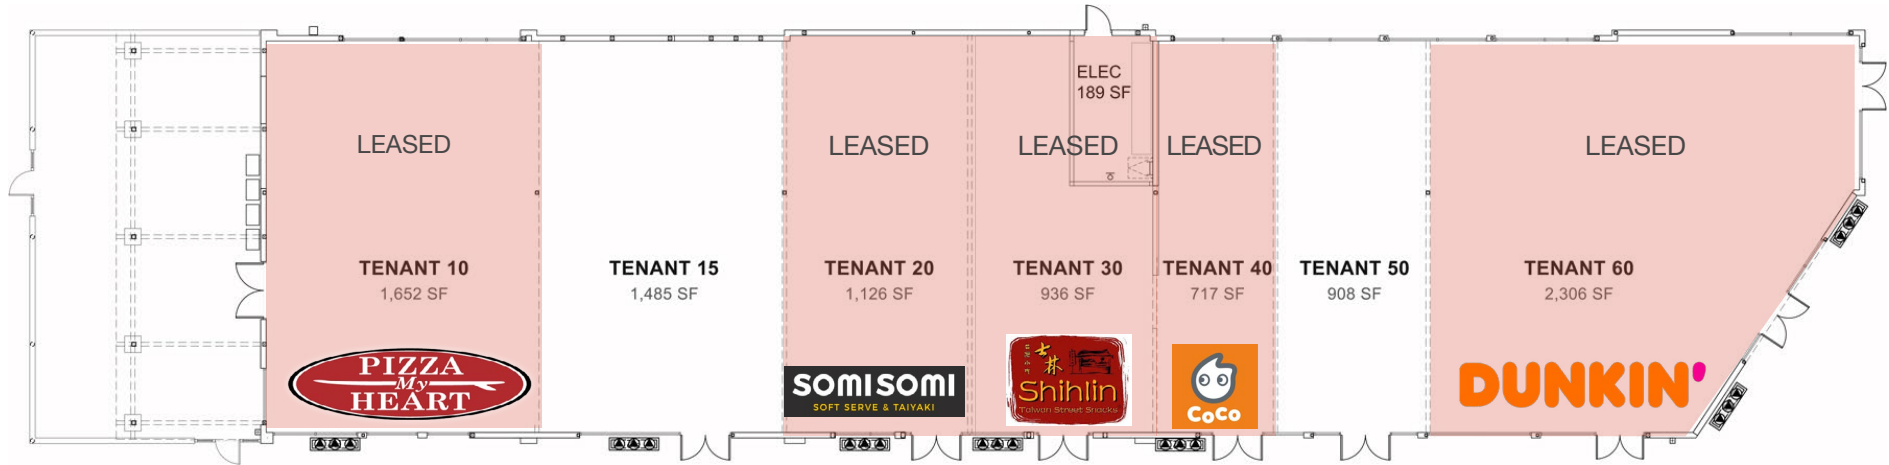 ELEC
189 SF
LEASED
LEASED
LEASED
LEASED
LEASED
TENANT 10
1,652 SF
TENANT 15
1,485 SF
TENANT 20
1,126 SF
TENANT 30
936 SF
TENANT 40
717 SF
TENANT 50
908 SF
TENANT 60
2,306 SF
PIZZA
My
HEART
SOMISOMI
SOFT SERVE & TAIYAKI
士林
Shihlin
Taiwan Street Snacks
CoCo
DUNKIN'